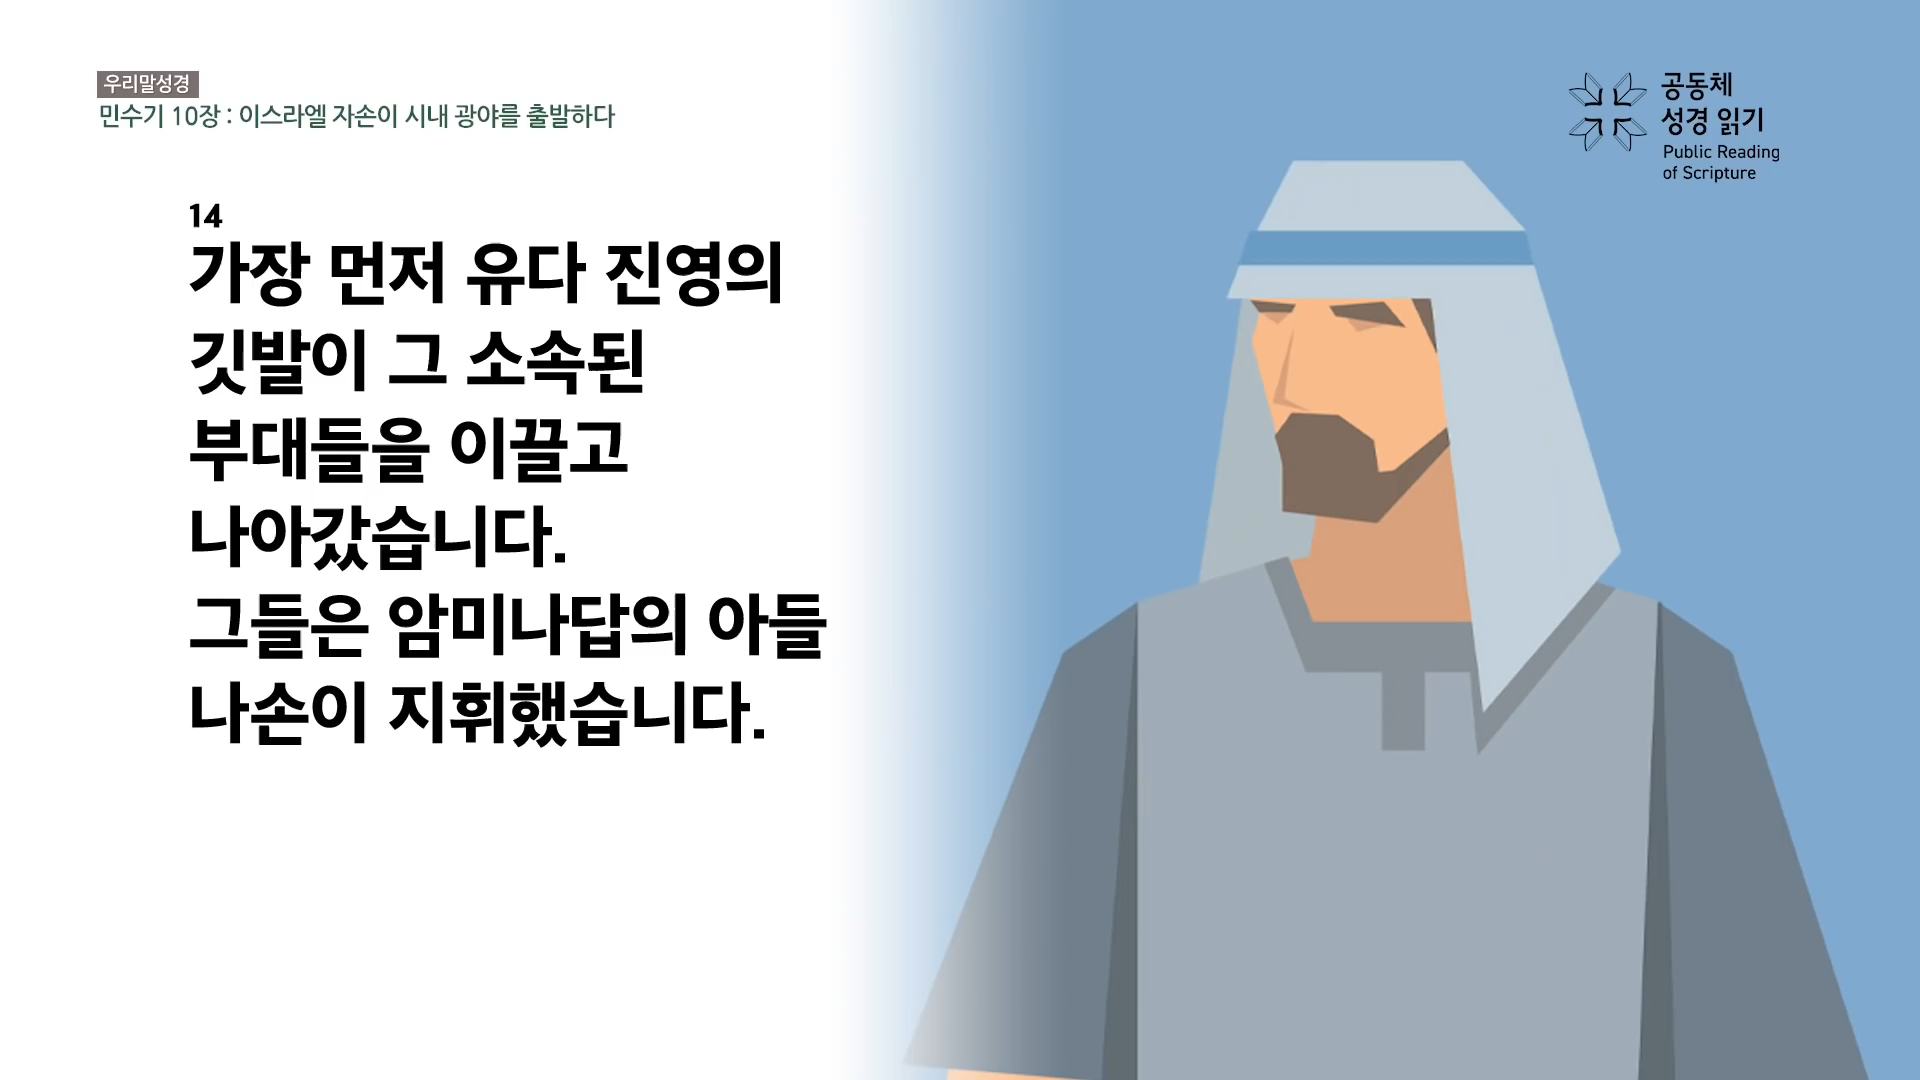 우리말성경
민수기 10장 : 이스라엘 자손이 시내 광야를 출발하다
공동체
성경 읽기
Public Reading
of Scripture
14
가장 먼저 유다 진영의
깃발이 그 소속된
부대들을 이끌고
나아갔습니다.
그들은 암미나답의 아들
나손이 지휘했습니다.